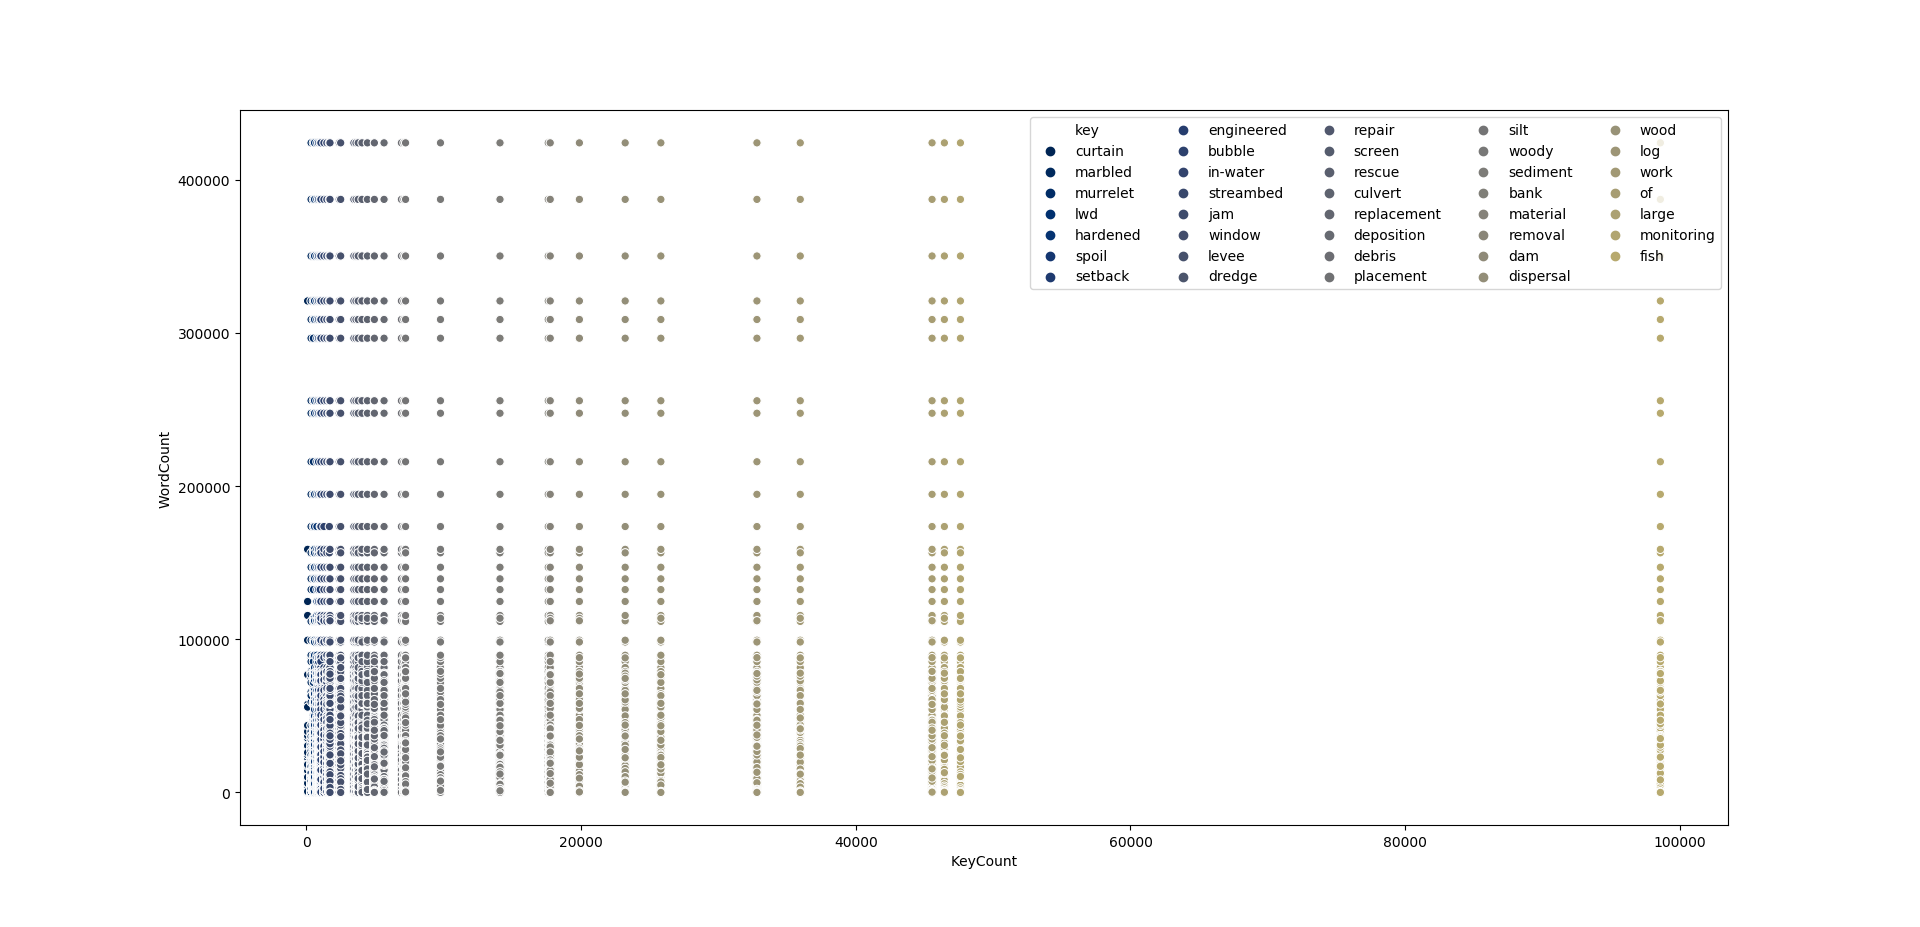 key engineered repair silt wood
curtain bubble screen woody log
marbled in-water rescue sediment work
murrelet streambed culvert bank of
lwd jam replacement material large
hardened window deposition removal monitoring
spoil levee debris dam fish
setback dredge placement dispersal
400000
300000
200000
100000
0
WordCount
0 20000 40000 60000 80000 100000
KeyCount